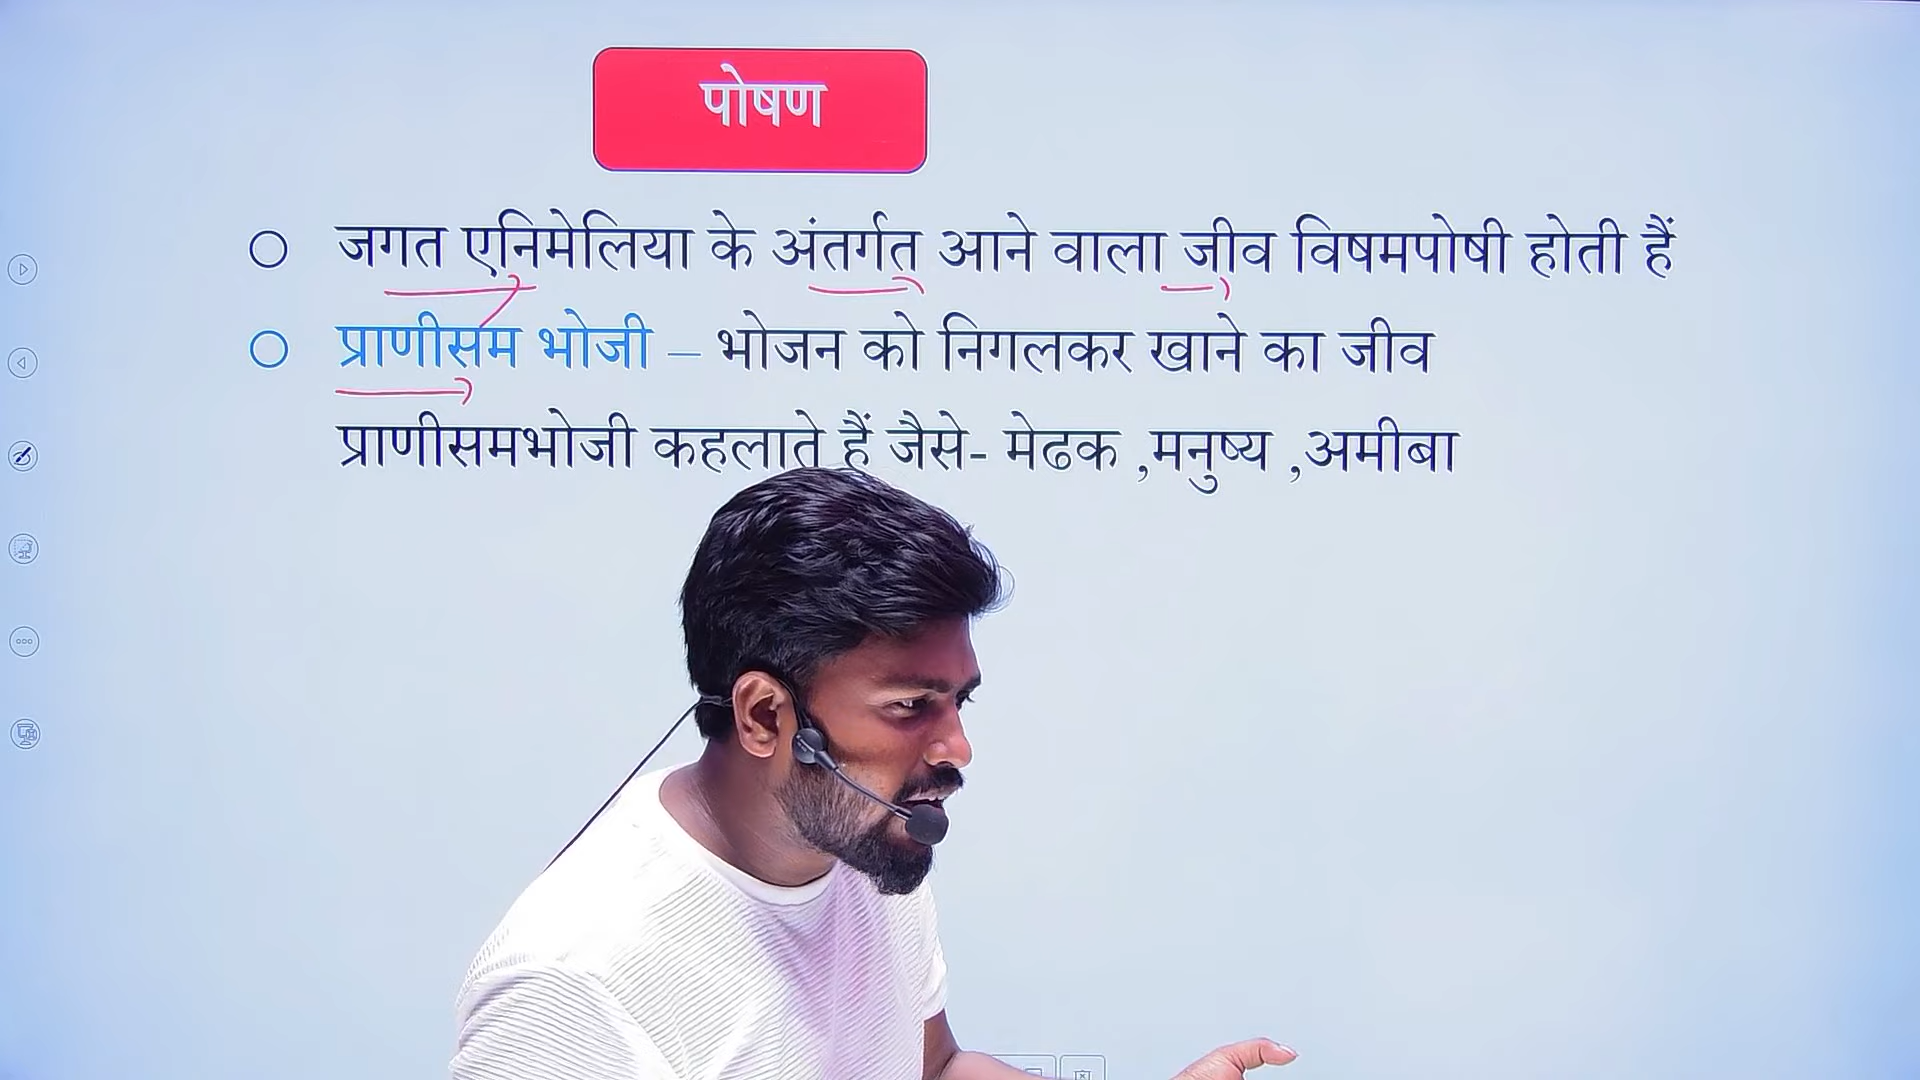 पोषण
जगत एनिमेलिया के अंतर्गत आने वाला जीव विषमपोषी होती हैं
प्राणीसम भोजी – भोजन को निगलकर खाने का जीव
प्राणीसमभोजी कहलाते हैं जैसे- मेढक ,मनुष्य ,अमीबा